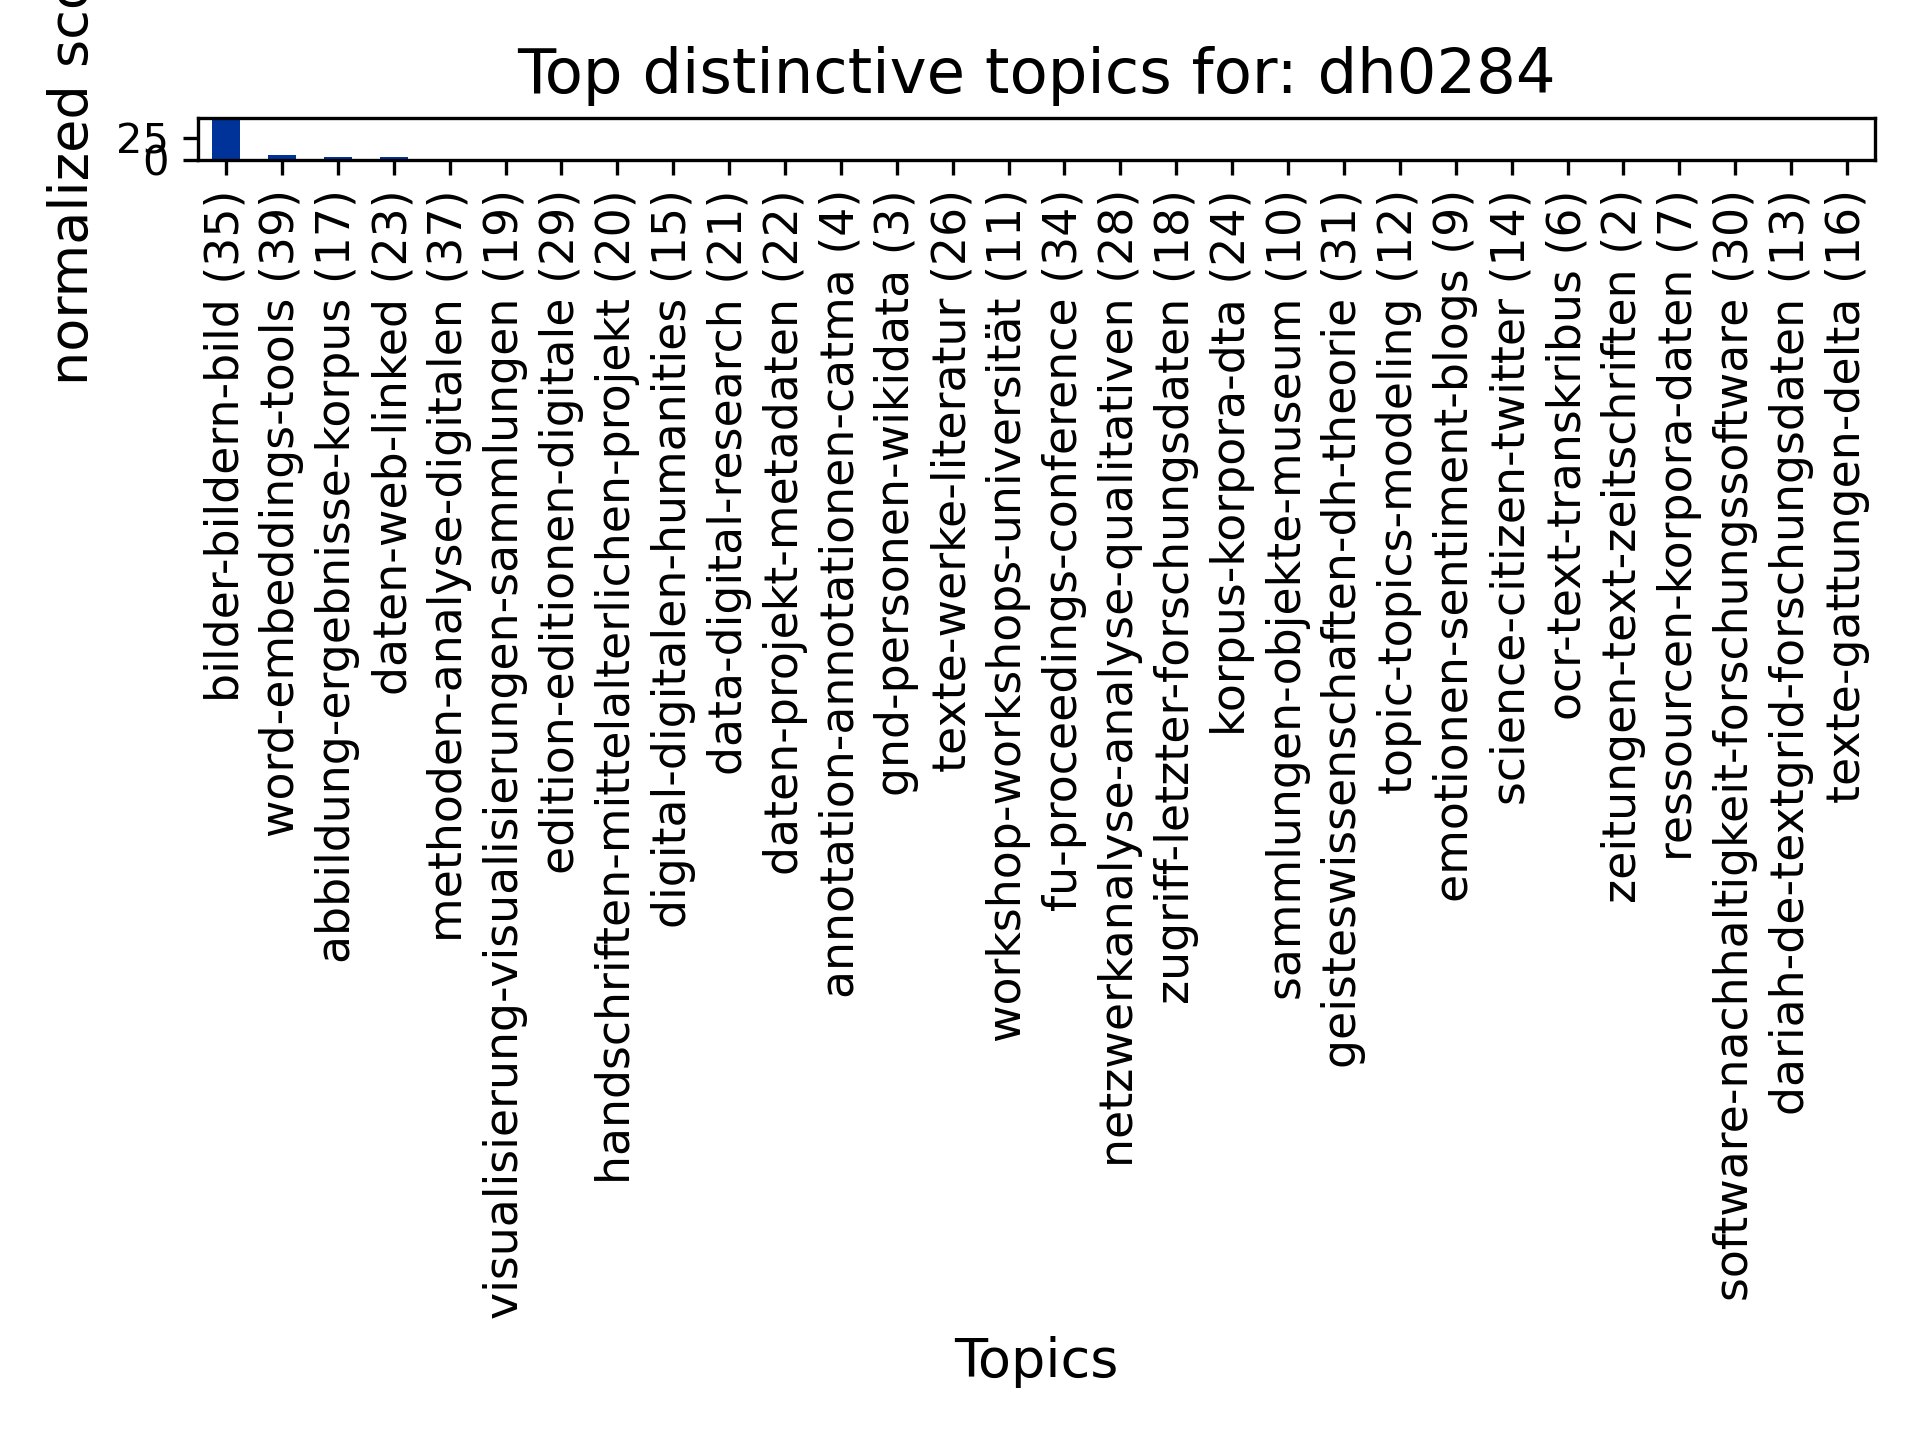 Top distinctive topics for: dh0284
normalized sco
25
0
bilder-bildern-bild (35)
word-embeddings-tools (39)
abbildung-ergebnisse-korpus (17)
daten-web-linked (23)
methoden-analyse-digitalen (37)
visualisierung-visualisierungen-sammlungen (19)
edition-editionen-digitale (29)
handschriften-mittelalterlichen-projekt (20)
digital-digitalen-humanities (15)
data-digital-research (21)
daten-projekt-metadaten (22)
annotation-annotationen-catma (4)
gnd-personen-wikidata (3)
texte-werke-literatur (26)
workshop-workshops-universität (11)
fu-proceedings-conference (34)
netzwerkanalyse-analyse-qualitativen (28)
zugriff-letzter-forschungsdaten (18)
korpus-korpora-dta (24)
sammlungen-objekte-museum (10)
geisteswissenschaften-dh-theorie (31)
topic-topics-modeling (12)
emotionen-sentiment-blogs (9)
science-citizen-twitter (14)
ocr-text-transkribus (6)
zeitungen-text-zeitschriften (2)
ressourcen-korpora-daten (7)
software-nachhaltigkeit-forschungssoftware (30)
dariah-de-textgrid-forschungsdaten (13)
texte-gattungen-delta (16)
Topics